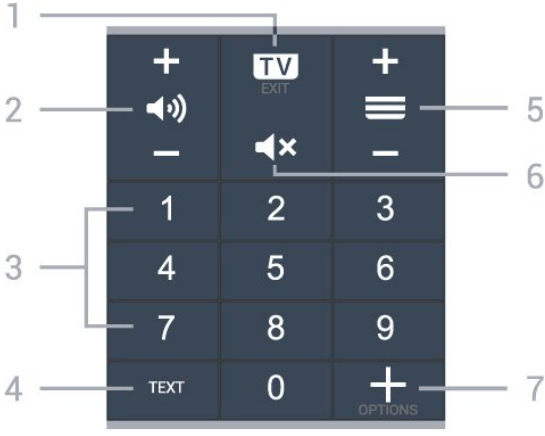 1
+ TV +
EXIT
2 5
− × −
6
1 2 3
3
4 5 6
7 8 9
4 TEXT 0 + 7
OPTIONS